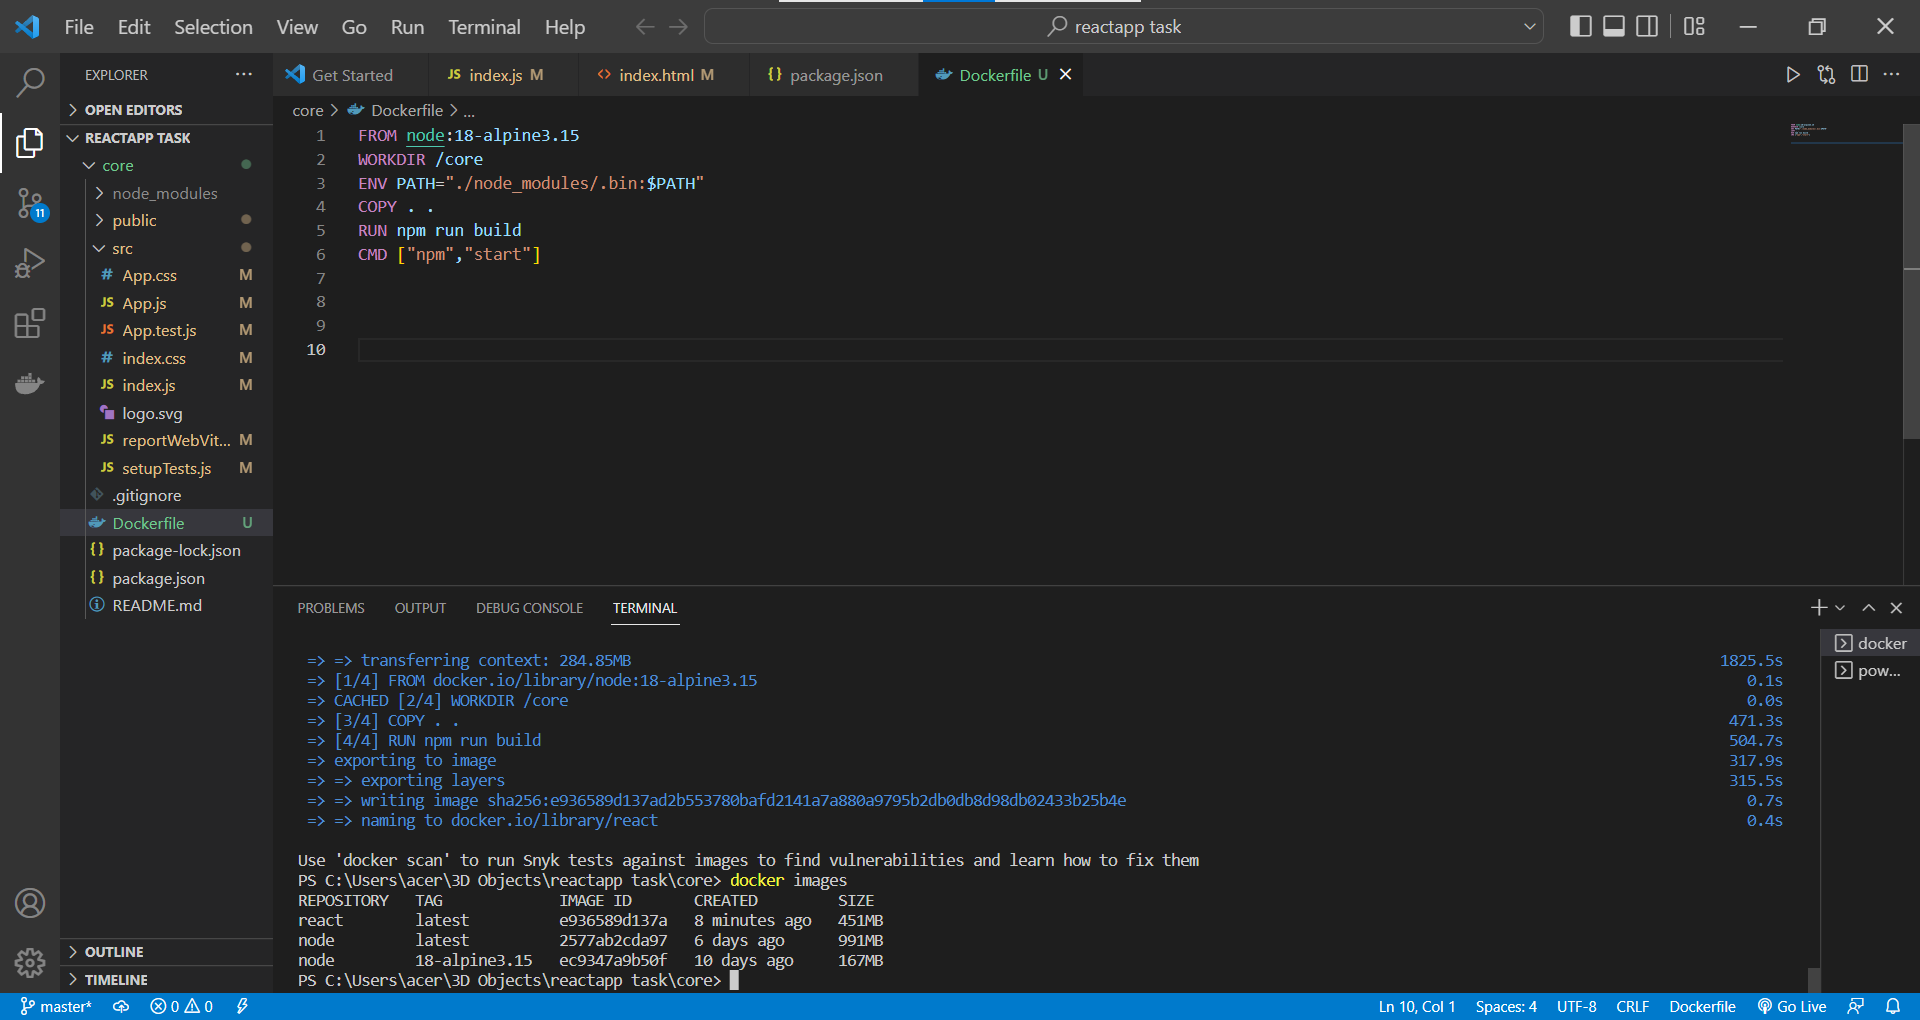 File Edit Selection View Go Run Terminal Help
reactapp task
EXPLORER
OPEN EDITORS
REACTAPP TASK
core
node_modules
public
src
# App.css M
JS App.js M
JS App.test.js M
# index.css M
JS index.js M
logo.svg
JS reportWebVit... M
JS setupTests.js M
.gitignore
Dockerfile U
{} package-lock.json
{} package.json
README.md
OUTLINE
TIMELINE
11
Get Started
JS index.js M
<> index.html M
{} package.json
Dockerfile U
core > Dockerfile > ...
1 FROM node:18-alpine3.15
2 WORKDIR /core
3 ENV PATH="./node_modules/.bin:$PATH"
4 COPY . .
5 RUN npm run build
6 CMD ["npm","start"]
7
8
9
10
PROBLEMS OUTPUT DEBUG CONSOLE TERMINAL
docker
pow...
=> => transferring context: 284.85MB 1825.5s
=> [1/4] FROM docker.io/library/node:18-alpine3.15 0.1s
=> CACHED [2/4] WORKDIR /core 0.0s
=> [3/4] COPY . . 471.3s
=> [4/4] RUN npm run build 504.7s
=> exporting to image 317.9s
=> => exporting layers 315.5s
=> => writing image sha256:e936589d137ad2b553780bafd2141a7a880a9795b2db0db8d98db02433b25b4e 0.7s
=> => naming to docker.io/library/react 0.4s
Use 'docker scan' to run Snyk tests against images to find vulnerabilities and learn how to fix them
PS C:\Users\acer\3D Objects\reactapp task\core> docker images
REPOSITORY TAG IMAGE ID CREATED SIZE
react latest e936589d137a 8 minutes ago 451MB
node latest 2577ab2cda97 6 days ago 991MB
node 18-alpine3.15 ec9347a9b50f 10 days ago 167MB
PS C:\Users\acer\3D Objects\reactapp task\core>
master* 0 0 Ln 10, Col 1 Spaces: 4 UTF-8 CRLF Dockerfile Go Live